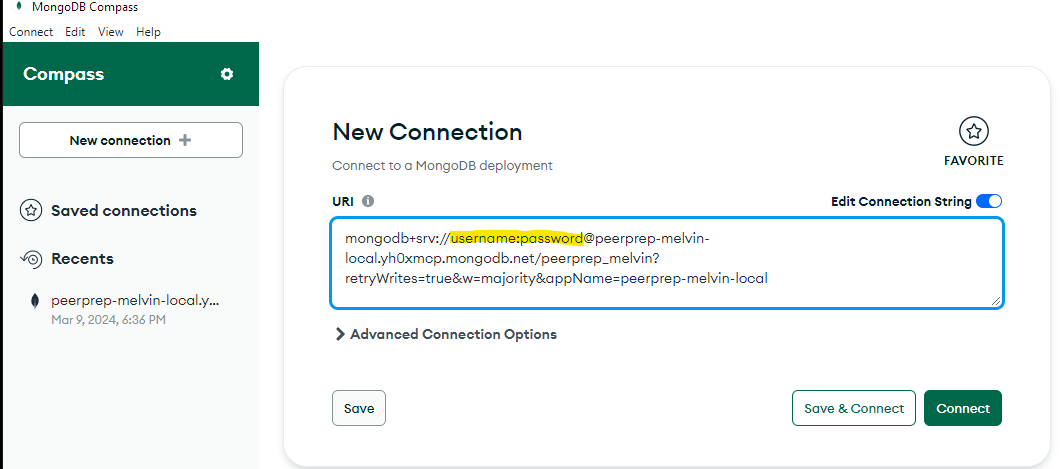 MongoDB Compass
Connect Edit View Help
Compass
New connection
Saved connections
Recents
peerprep-melvin-local.y...
Mar 9, 2024, 6:36 PM
New Connection
FAVORITE
Connect to a MongoDB deployment
URI
Edit Connection String
mongodb+srv://username:password@peerprep-melvin-
local.yh0xmcp.mongodb.net/peerprep_melvin?
retryWrites=true&w=majority&appName=peerprep-melvin-local
Advanced Connection Options
Save
Save & Connect
Connect